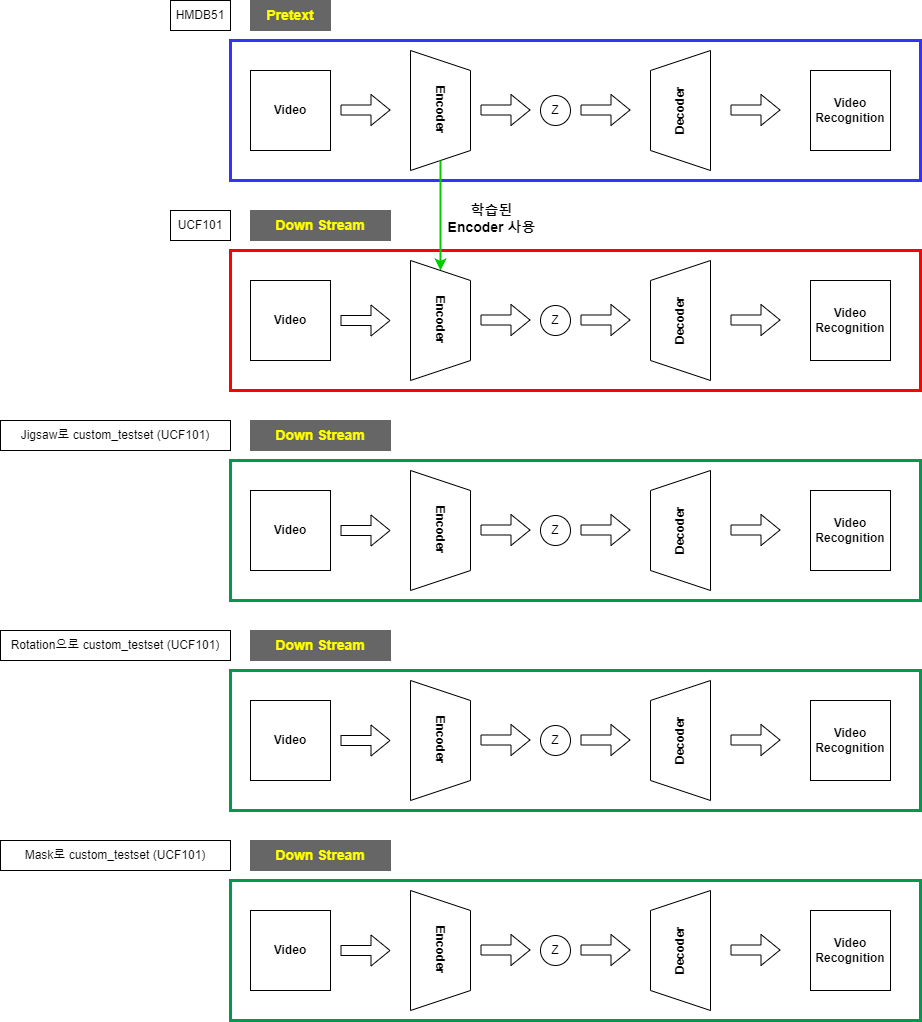 HMDB51
Pretext
Video
Encoder
Z
Decoder
Video
Recognition
학습된
Encoder 사용
UCF101
Down Stream
Video
Encoder
Z
Decoder
Video
Recognition
Jigsaw로 custom_testset (UCF101)
Down Stream
Video
Encoder
Z
Decoder
Video
Recognition
Rotation으로 custom_testset (UCF101)
Down Stream
Video
Encoder
Z
Decoder
Video
Recognition
Mask로 custom_testset (UCF101)
Down Stream
Video
Encoder
Z
Decoder
Video
Recognition